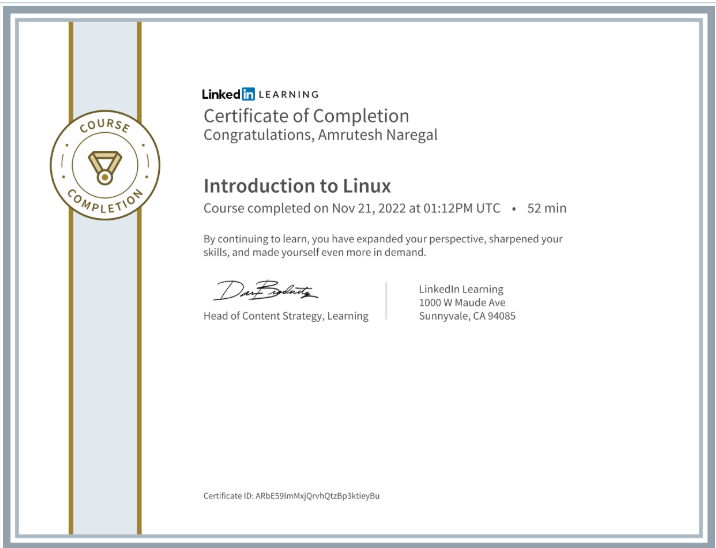 COURSE
COMPLETION
Linked in LEARNING
Certificate of Completion
Congratulations, Amrutesh Naregal
Introduction to Linux
Course completed on Nov 21, 2022 at 01:12PM UTC • 52 min
By continuing to learn, you have expanded your perspective, sharpened your
skills, and made yourself even more in demand.
Head of Content Strategy, Learning
LinkedIn Learning
1000 W Maude Ave
Sunnyvale, CA 94085
Certificate ID: ARbE59lmMxjQrvhQtzBp3ktieyBu